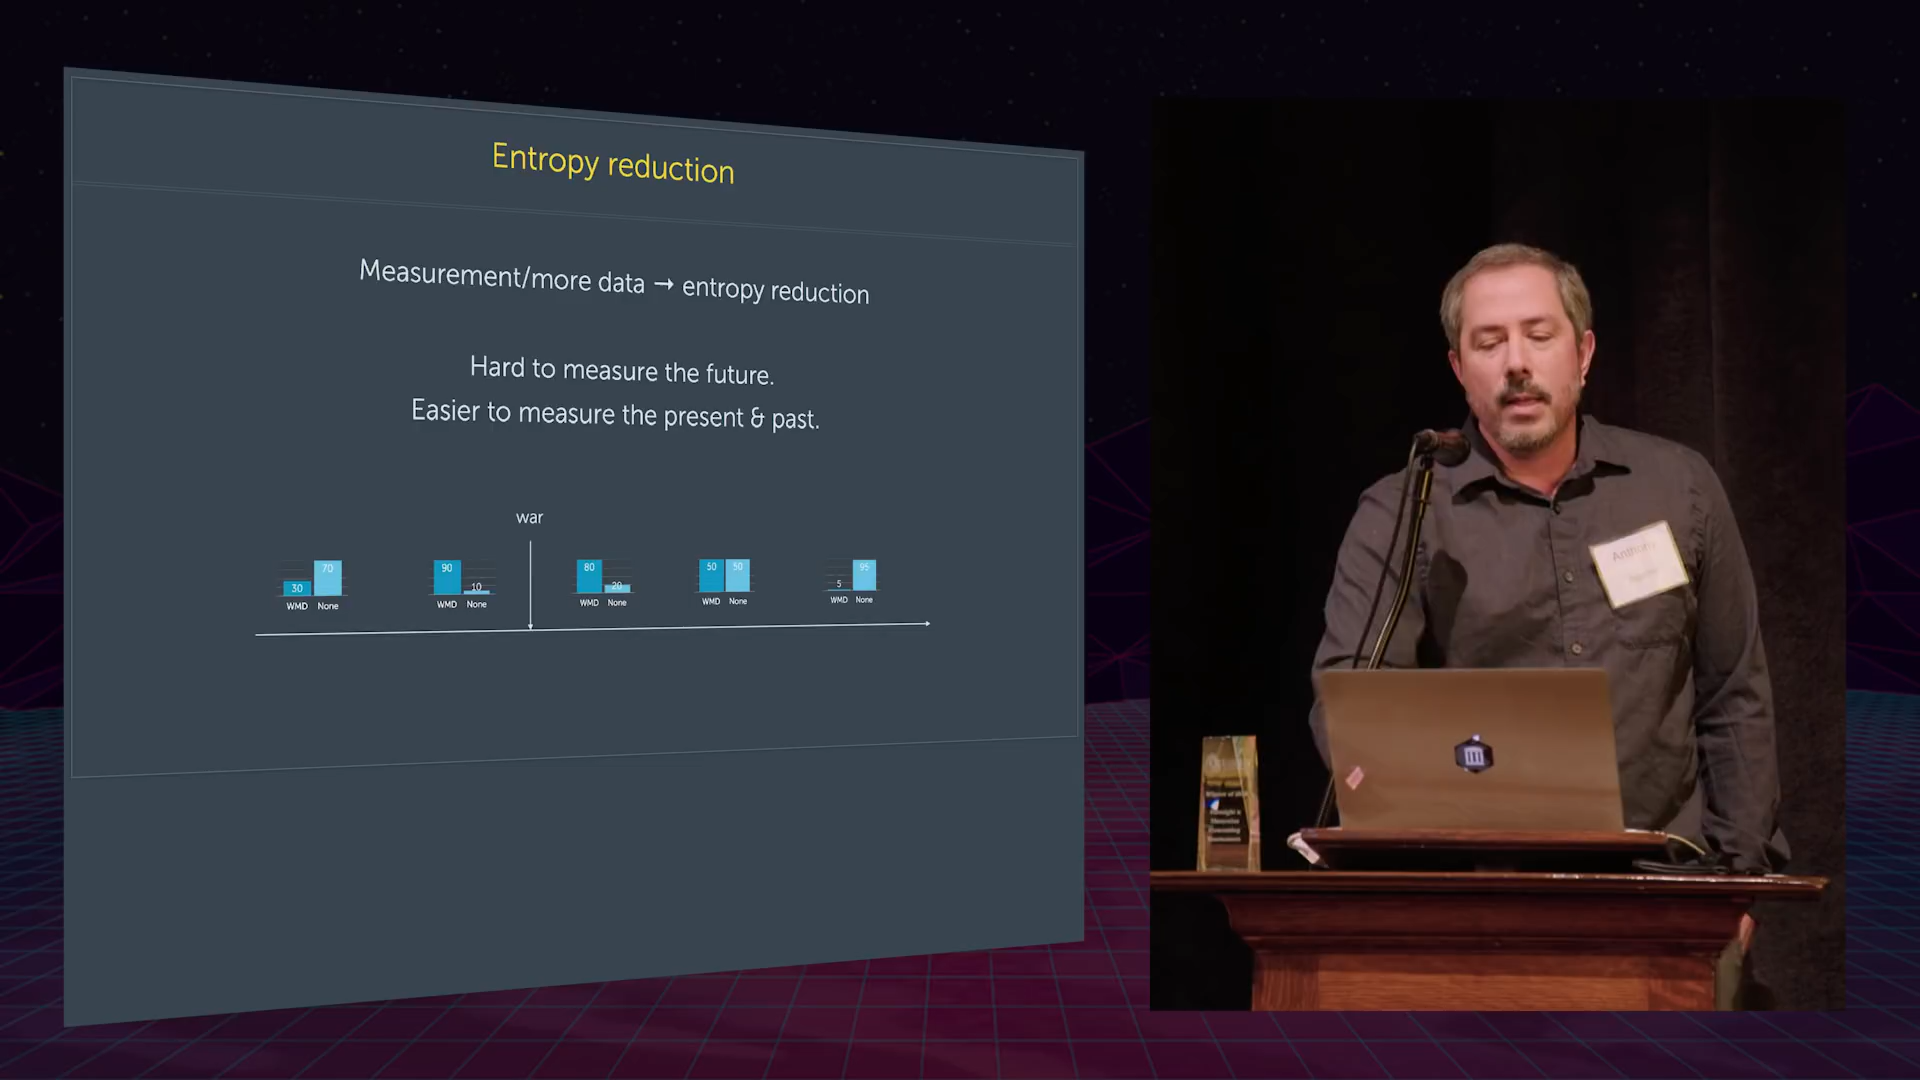 Entropy reduction
Measurement/more data → entropy reduction
Hard to measure the future.
Easier to measure the present & past.
war
30 70
WMD None
90 10
WMD None
80 20
WMD None
50 50
WMD None
5 95
WMD None
Anthony